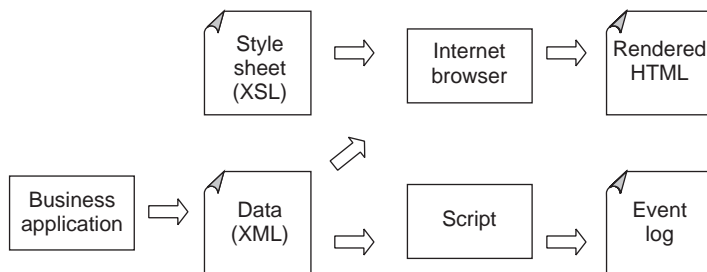 Style
sheet
(XSL)
Internet
browser
Rendered
HTML
Business
application
Data
(XML)
Script
Event
log